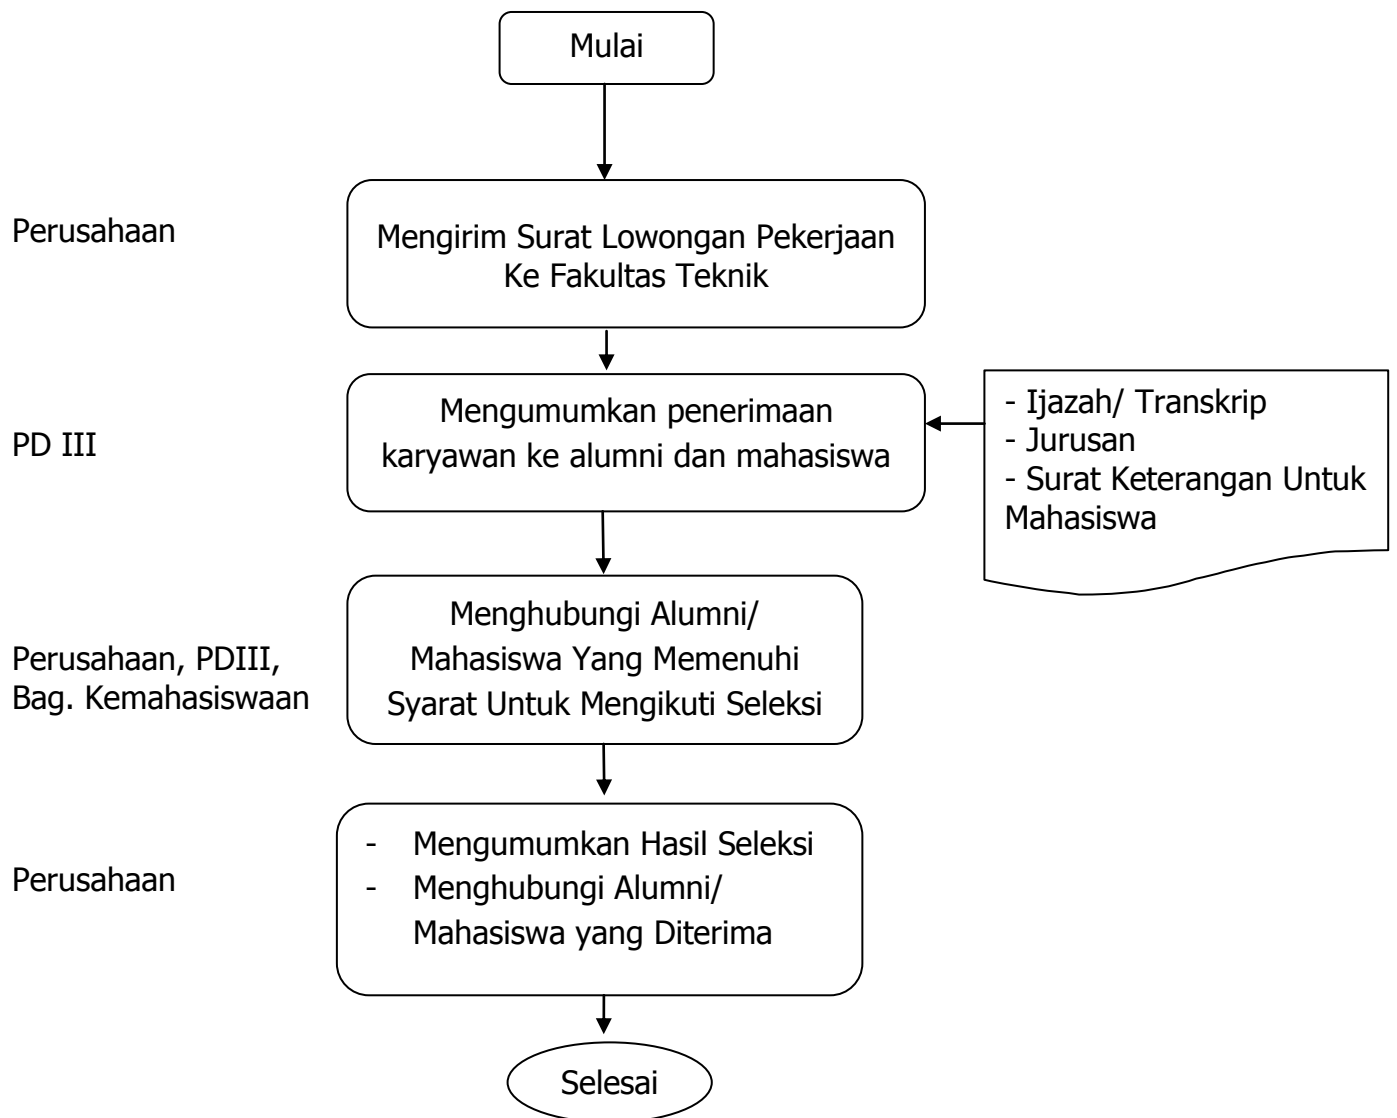 Mulai
Perusahaan
Mengirim Surat Lowongan Pekerjaan
Ke Fakultas Teknik
PD III
Mengumumkan penerimaan
karyawan ke alumni dan mahasiswa
- Ijazah/ Transkrip
- Jurusan
- Surat Keterangan Untuk
Mahasiswa
Perusahaan, PDIII,
Bag. Kemahasiswaan
Menghubungi Alumni/
Mahasiswa Yang Memenuhi
Syarat Untuk Mengikuti Seleksi
Perusahaan
- Mengumumkan Hasil Seleksi
- Menghubungi Alumni/
Mahasiswa yang Diterima
Selesai